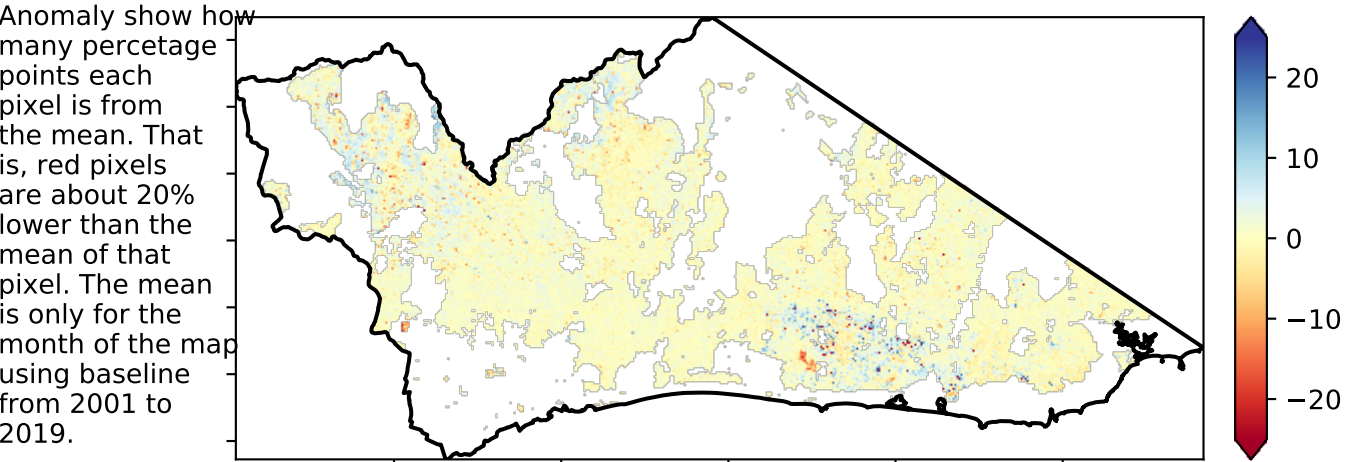 Anomaly show how
many percetage
points each
pixel is from
the mean. That
is, red pixels
are about 20%
lower than the
mean of that
pixel. The mean
is only for the
month of the map
using baseline
from 2001 to
2019.
20
10
0
−10
−20